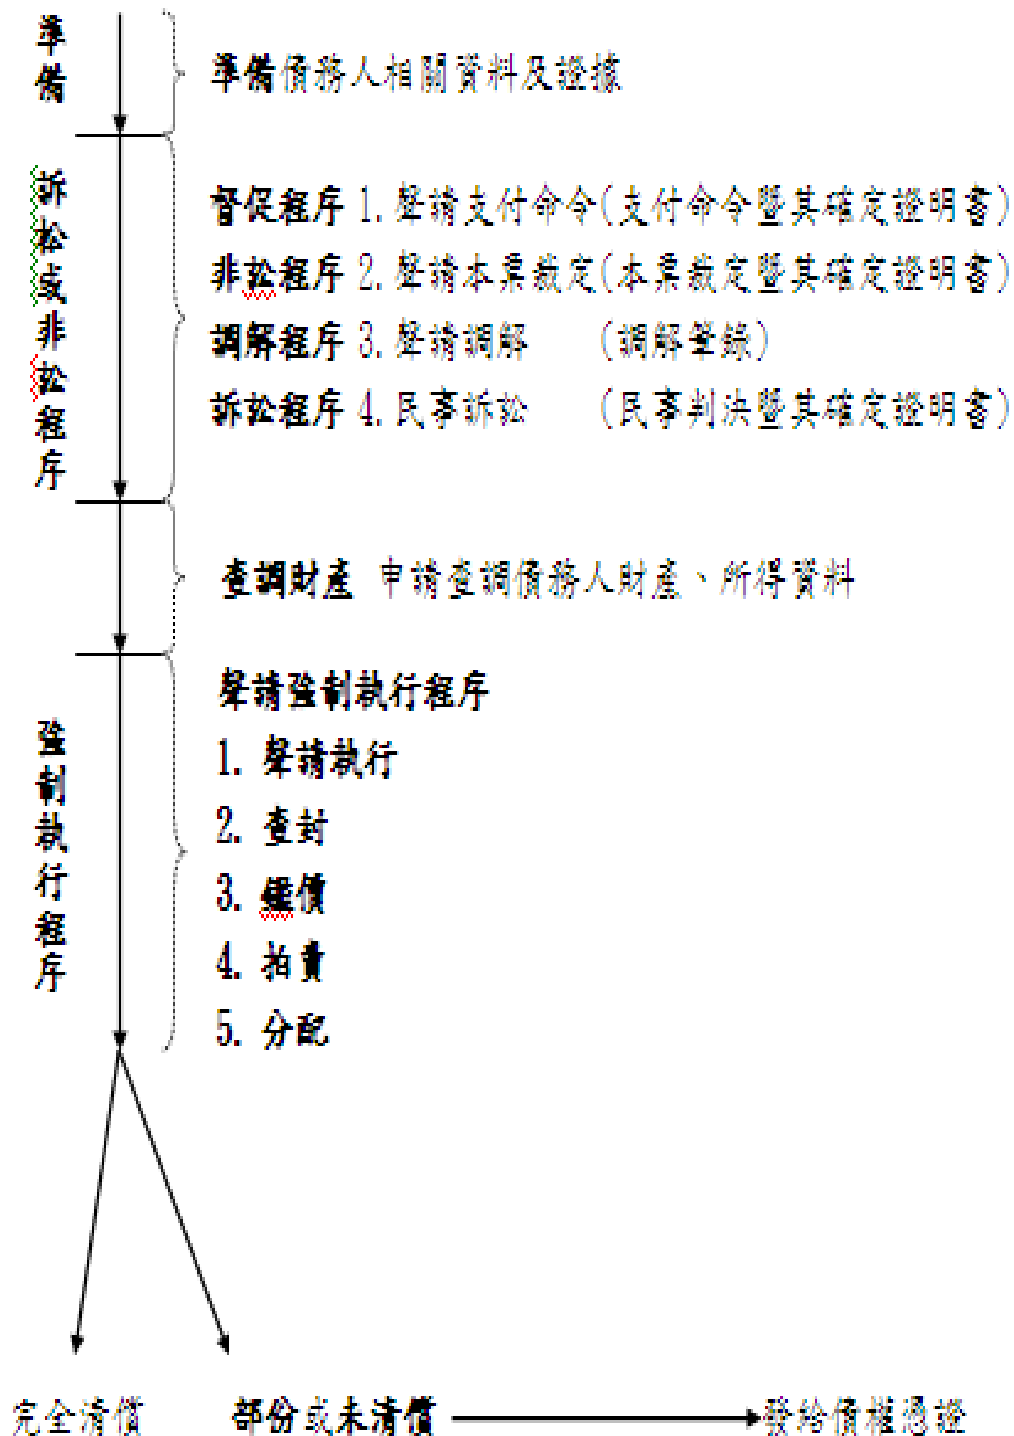 準備
準備債務人相關資料及證據
訴松或非訟程序
督促程序 1.聲請支付命令(支付命令暨其確定證明書)
非訟程序 2.聲請本票裁定(本票裁定暨其確定證明書)
調解程序 3.聲請調解 (調解筆錄)
訴訟程序 4.民事訴訟 (民事判決暨其確定證明書)
查調財產 申請查調債務人財產、所得資料
強制執行程序
聲請強制執行程序
1. 聲請執行
2. 查封
3. 鑑價
4. 拍賣
5. 分配
完全清償
部份或未清償
發給債權憑證